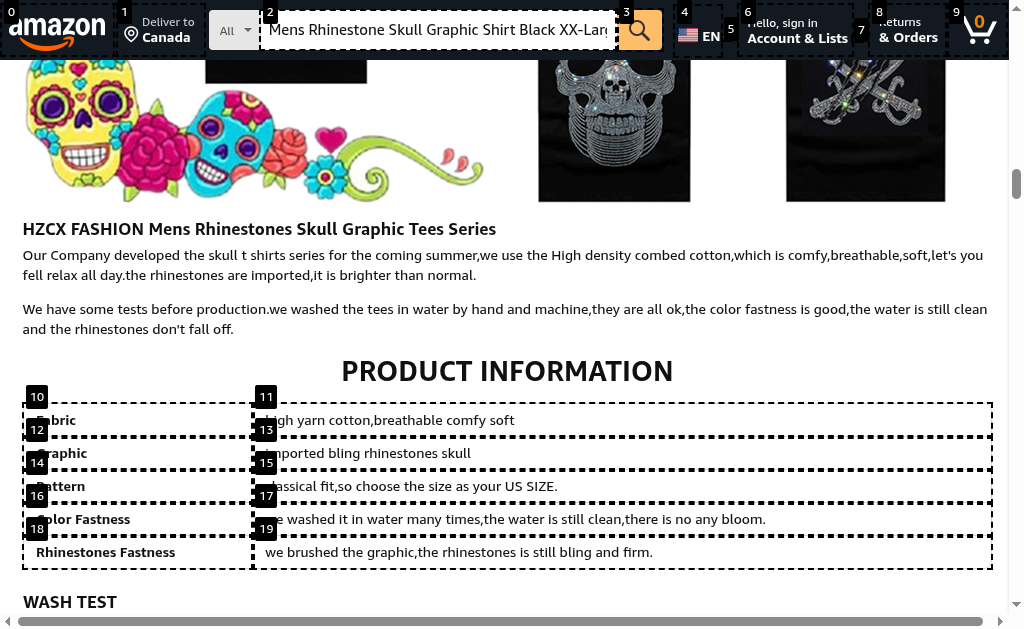 amazon
Deliver to
Canada
All
Mens Rhinestone Skull Graphic Shirt Black XX-Larg
EN
Hello, sign in
Account & Lists
Returns
& Orders
0
0
1
2
3
4
5
6
7
8
9
HZCX FASHION Mens Rhinestones Skull Graphic Tees Series
Our Company developed the skull t shirts series for the coming summer,we use the High density combed cotton,which is comfy,breathable,soft,let's you
fell relax all day.the rhinestones are imported,it is brighter than normal.
We have some tests before production.we washed the tees in water by hand and machine,they are all ok,the color fastness is good,the water is still clean
and the rhinestones don't fall off.
PRODUCT INFORMATION
10
11
Fabric
high yarn cotton,breathable comfy soft
12
13
Graphic
imported bling rhinestones skull
14
15
Pattern
classical fit,so choose the size as your US SIZE.
16
17
Color Fastness
we washed it in water many times,the water is still clean,there is no any bloom.
18
19
Rhinestones Fastness
we brushed the graphic,the rhinestones is still bling and firm.
WASH TEST